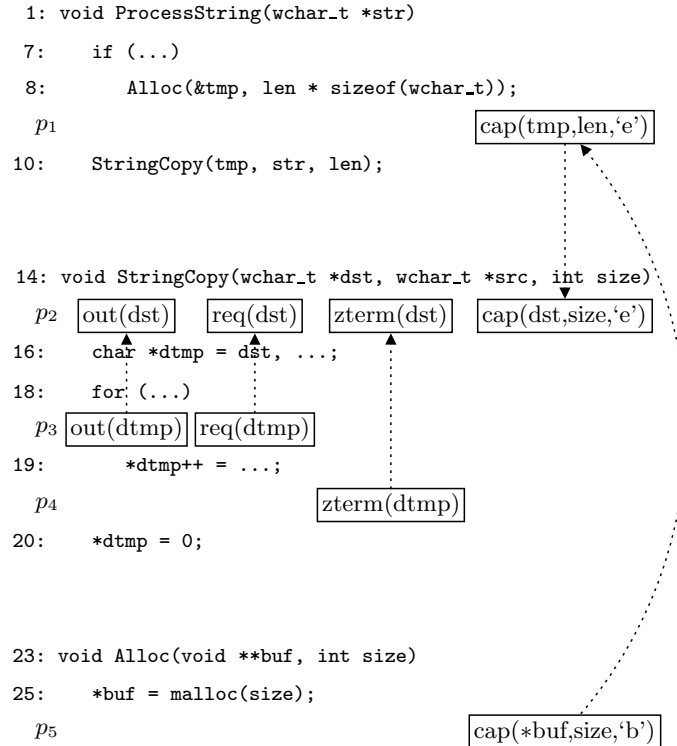 1: void ProcessString(wchar_t *str)
7: if (...)
8: Alloc(&tmp, len * sizeof(wchar_t));
p1 cap(tmp,len,‘e’)
10: StringCopy(tmp, str, len);
14: void StringCopy(wchar_t *dst, wchar_t *src, int size)
p2 out(dst) req(dst) zterm(dst) cap(dst,size,‘e’)
16: char *dtmp = dst, ...;
18: for (...)
p3 out(dtmp) req(dtmp)
19: *dtmp++ = ...;
p4 zterm(dtmp)
20: *dtmp = 0;
23: void Alloc(void **buf, int size)
25: *buf = malloc(size);
p5 cap(*buf,size,‘b’)